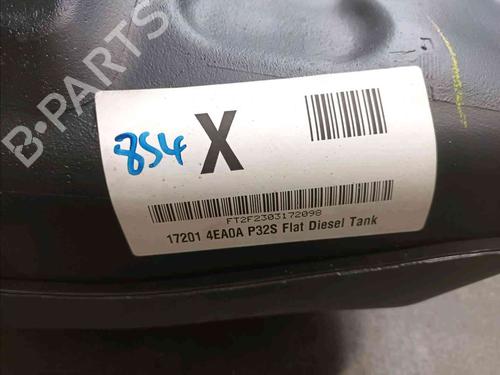 B-PARTS
854
X
FT2F2303172098
17201 4EA0A P32S Flat Diesel Tank